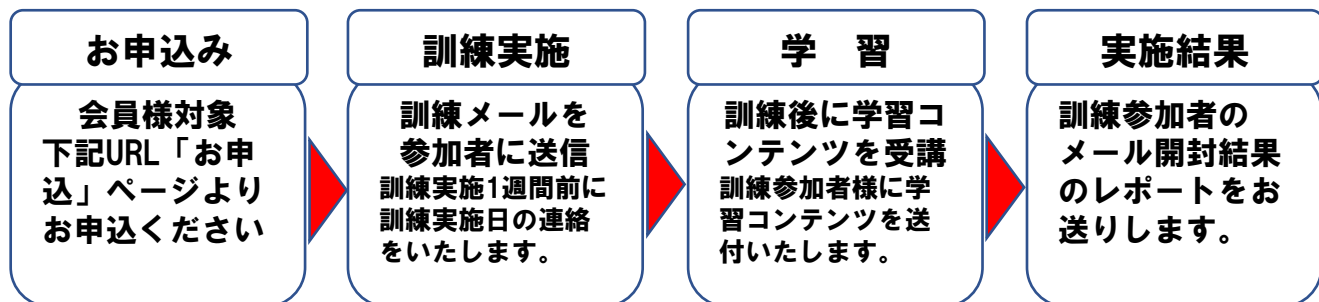 お申込み
会員様対象
下記URL「お申
込」ページより
お申込ください
訓練実施
訓練メールを
参加者に送信
訓練実施1週間前に
訓練実施日の連絡
をいたします。
学　習
訓練後に学習コ
ンテンツを受講
訓練参加者様に学
習コンテンツを送
付いたします。
実施結果
訓練参加者の
メール開封結果
のレポートをお
送りします。